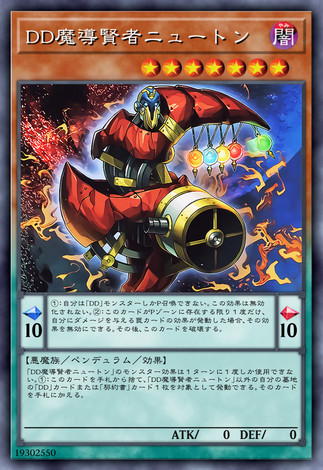 DD魔導賢者ニュートン
やみ
闇
①:自分は「DD」モンスターしかP召喚できない。この効果は無効
化されない。②:このカードがPゾーンに存在する限り1度だけ、
自分にダメージを与える罠カードの効果が発動した場合、その効
果を無効にできる。その後、このカードを破壊する。
10
10
【悪魔族/ペンデュラム/効果】
「DD魔導賢者ニュートン」のモンスター効果は1ターンに1度しか使用できな
い。①:このカードを手札から捨て、「DD魔導賢者ニュートン」以外の自分の墓地
の「DD」カードまたは「契約書」カード1枚を対象として発動できる。そのカード
を手札に加える。
ATK/ 0 DEF/ 0
19302550